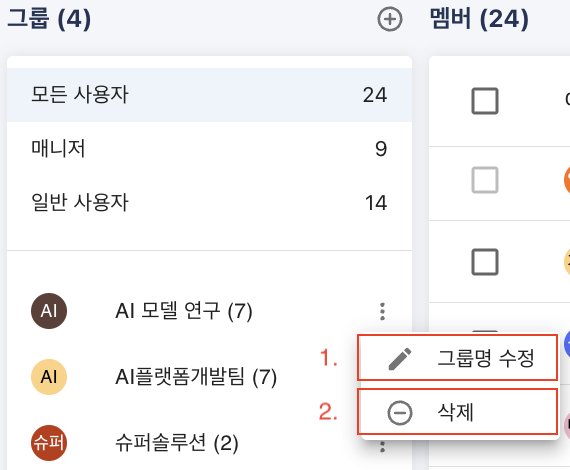 그룹 (4)
멤버 (24)
모든 사용자 24
매니저 9
일반 사용자 14
AI AI 모델 연구 (7)
1. 그룹명 수정
AI AI플랫폼개발팀 (7)
2. 삭제
슈퍼 슈퍼솔루션 (2)